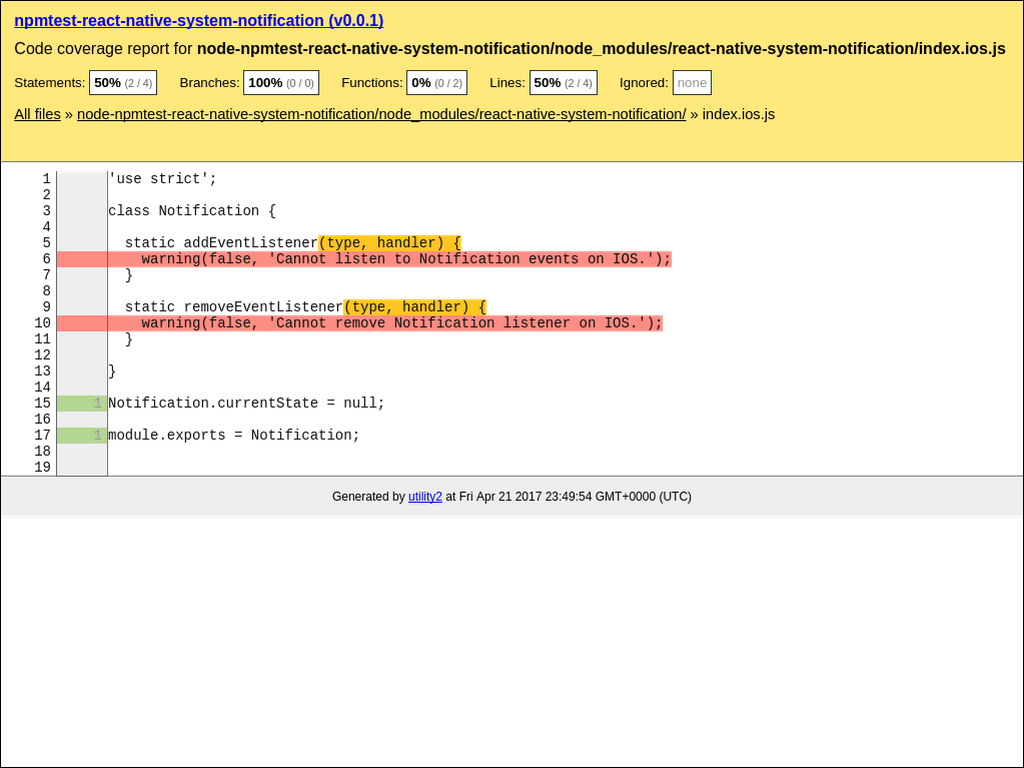 npmtest-react-native-system-notification (v0.0.1)
Code coverage report for node-npmtest-react-native-system-notification/node_modules/react-native-system-notification/index.ios.js
Statements: 50% (2 / 4) Branches: 100% (0 / 0) Functions: 0% (0 / 2) Lines: 50% (2 / 4) Ignored: none
All files » node-npmtest-react-native-system-notification/node_modules/react-native-system-notification/ » index.ios.js
1 'use strict';
2
3 class Notification {
4
5   static addEventListener(type, handler) {
6     warning(false, 'Cannot listen to Notification events on IOS.');
7   }
8
9   static removeEventListener(type, handler) {
10     warning(false, 'Cannot remove Notification listener on IOS.');
11   }
12
13 }
14
15 1 Notification.currentState = null;
16
17 1 module.exports = Notification;
18
19
Generated by utility2 at Fri Apr 21 2017 23:49:54 GMT+0000 (UTC)